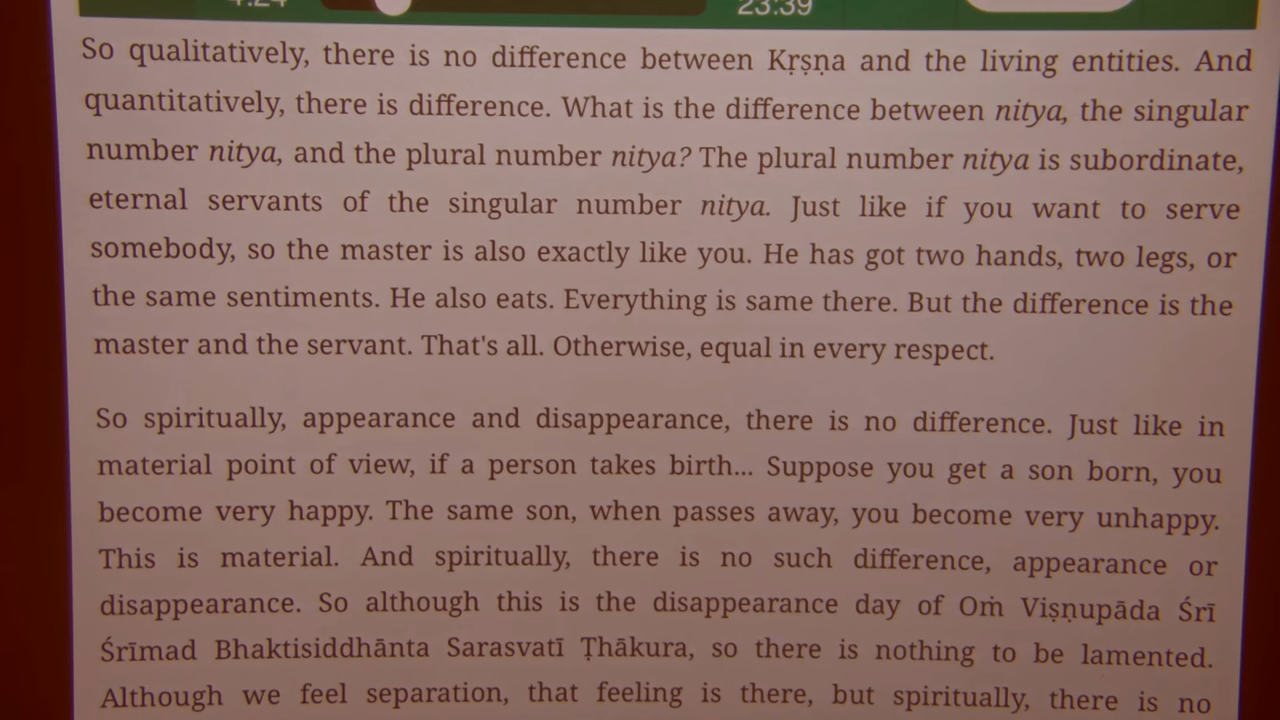 4:24 23:39
So qualitatively, there is no difference between Kṛṣṇa and the living entities. And
quantitatively, there is difference. What is the difference between nitya, the singular
number nitya, and the plural number nitya? The plural number nitya is subordinate,
eternal servants of the singular number nitya. Just like if you want to serve
somebody, so the master is also exactly like you. He has got two hands, two legs, or
the same sentiments. He also eats. Everything is same there. But the difference is the
master and the servant. That's all. Otherwise, equal in every respect.
So spiritually, appearance and disappearance, there is no difference. Just like in
material point of view, if a person takes birth... Suppose you get a son born, you
become very happy. The same son, when passes away, you become very unhappy.
This is material. And spiritually, there is no such difference, appearance or
disappearance. So although this is the disappearance day of Oṁ Viṣṇupāda Śrī
Śrīmad Bhaktisiddhānta Sarasvatī Ṭhākura, so there is nothing to be lamented.
Although we feel separation, that feeling is there, but spiritually, there is no